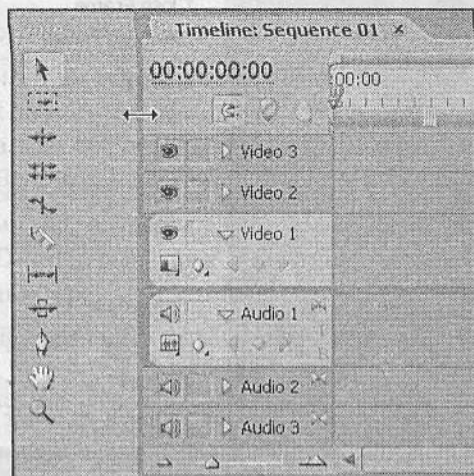 Timeline: Sequence 01 ×
00:00:00:00
:00:00
Video 3
Video 2
Video 1
Audio 1
Audio 2
Audio 3